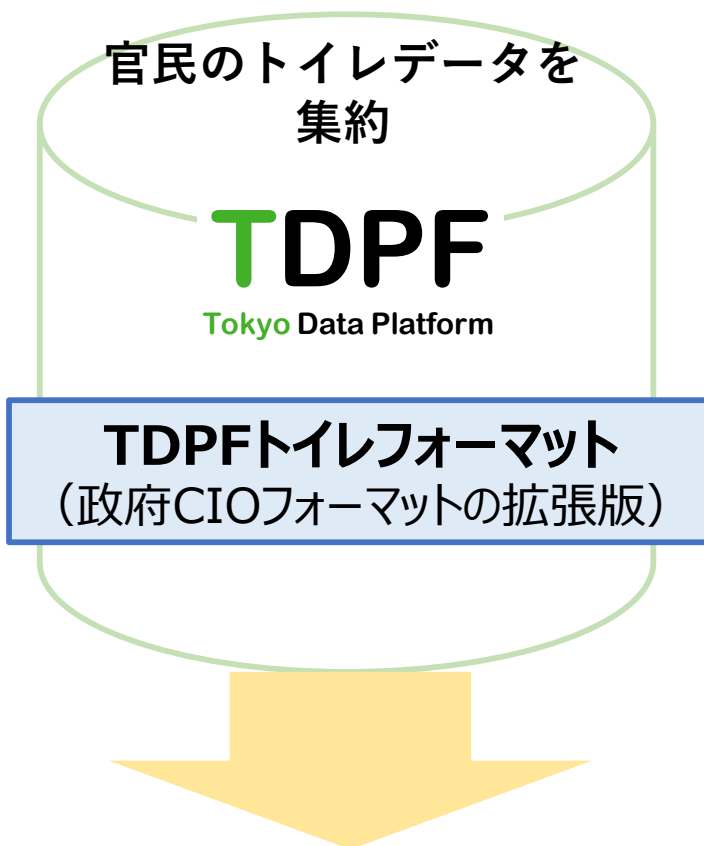 官民のトイレデータを
集約
TDPF
Tokyo Data Platform
TDPFトイレフォーマット
（政府CIOフォーマットの拡張版）